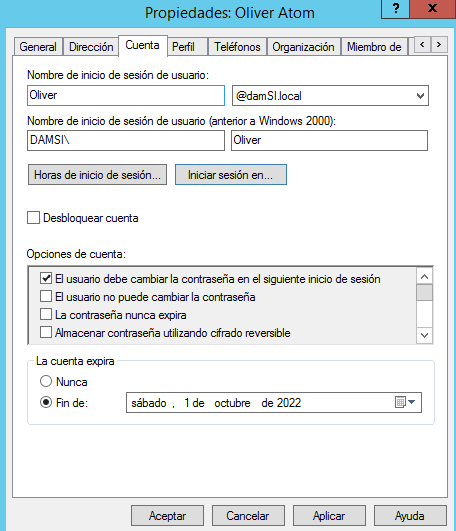 Propiedades: Oliver Atom
? x
General Dirección Cuenta Perfil Teléfonos Organización Miembro de < >
Nombre de inicio de sesión de usuario:
Oliver @damSI.local
Nombre de inicio de sesión de usuario (anterior a Windows 2000):
DAMSI\ Oliver
Horas de inicio de sesión... Iniciar sesión en...
Desbloquear cuenta
Opciones de cuenta:
El usuario debe cambiar la contraseña en el siguiente inicio de sesión
El usuario no puede cambiar la contraseña
La contraseña nunca expira
Almacenar contraseña utilizando cifrado reversible
La cuenta expira
Nunca
Fin de: sábado , 1 de octubre de 2022
Aceptar Cancelar Aplicar Ayuda